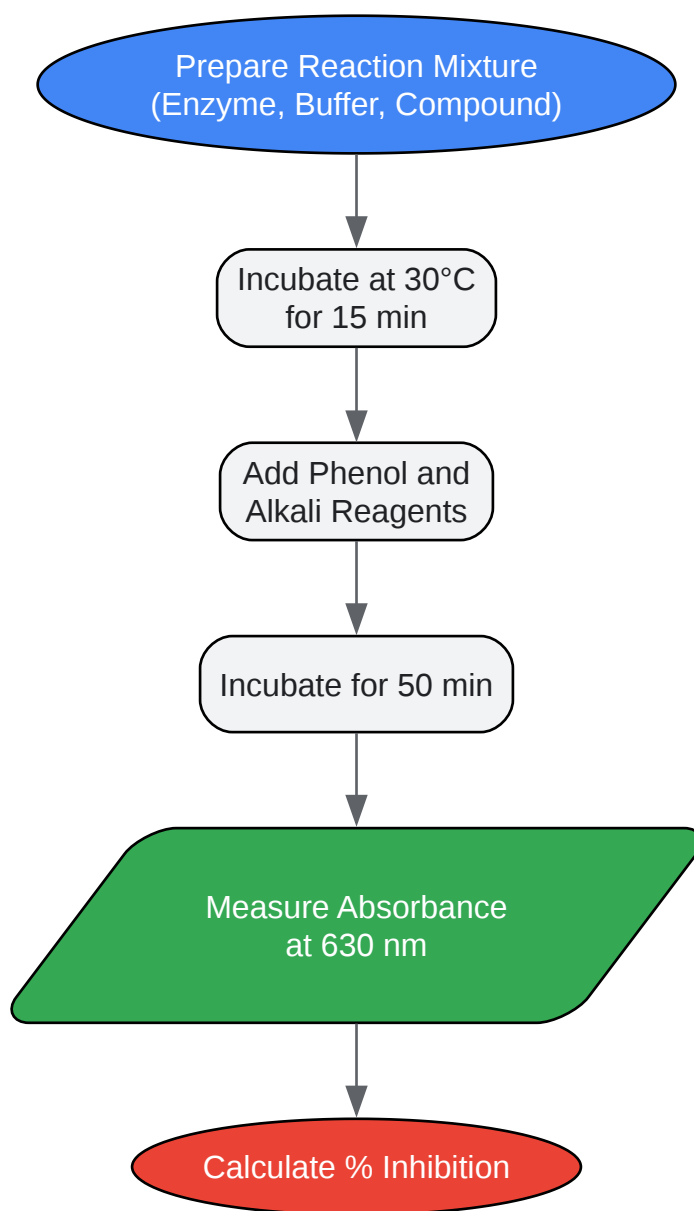 Prepare Reaction Mixture
(Enzyme, Buffer, Compound)
Incubate at 30°C
for 15 min
Add Phenol and
Alkali Reagents
Incubate for 50 min
Measure Absorbance
at 630 nm
Calculate % Inhibition